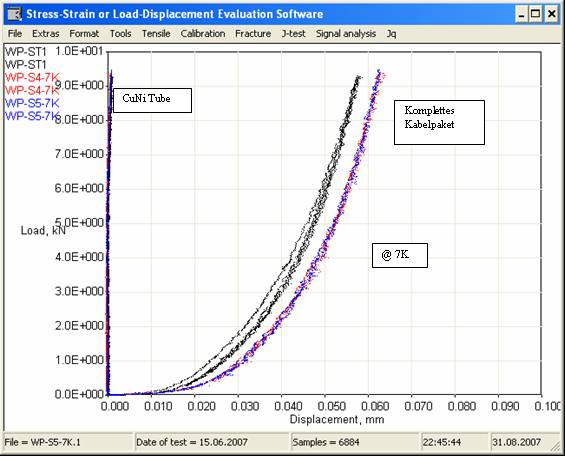 Stress-Strain or Load-Displacement Evaluation Software
File Extras Format Tools Tensile Calibration Fracture J-test Signal analysis Jq
WP-ST1
WP-ST1
WP-S4-7K
WP-S4-7K
WP-S5-7K
WP-S5-7K
1.0E+001
9.0E+000
8.0E+000
7.0E+000
6.0E+000
5.0E+000
Load, kN
4.0E+000
3.0E+000
2.0E+000
1.0E+000
0.0E+000
CuNi Tube
Komplettes
Kabelpaket
@ 7K
0.000 0.010 0.020 0.030 0.040 0.050 0.060 0.070 0.080 0.090 0.100
Displacement, mm
File = WP-S5-7K.1 Date of test = 15.06.2007 Samples = 6884 22:45:44 31.08.2007